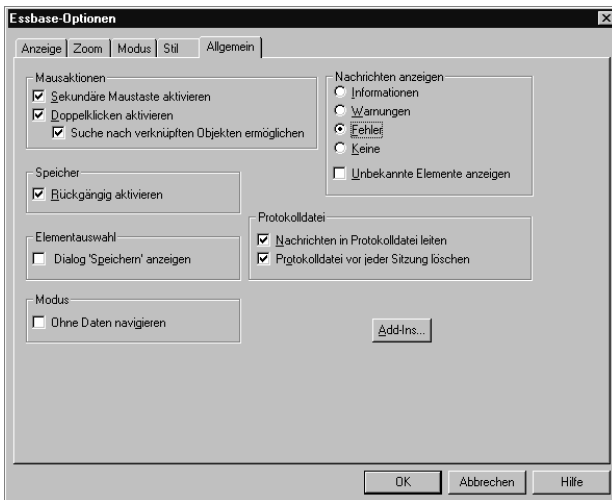 Essbase-Optionen
Anzeige Zoom Modus Stil Allgemein
Mausaktionen
Sekundäre Maustaste aktivieren
Doppelklicken aktivieren
Suche nach verknüpften Objekten ermöglichen
Nachrichten anzeigen
Informationen
Warnungen
Fehler
Keine
Unbekannte Elemente anzeigen
Speicher
Rückgängig aktivieren
Protokolldatei
Nachrichten in Protokolldatei leiten
Protokolldatei vor jeder Sitzung löschen
Elementauswahl
Dialog 'Speichern' anzeigen
Modus
Ohne Daten navigieren
Add-Ins...
OK Abbrechen Hilfe